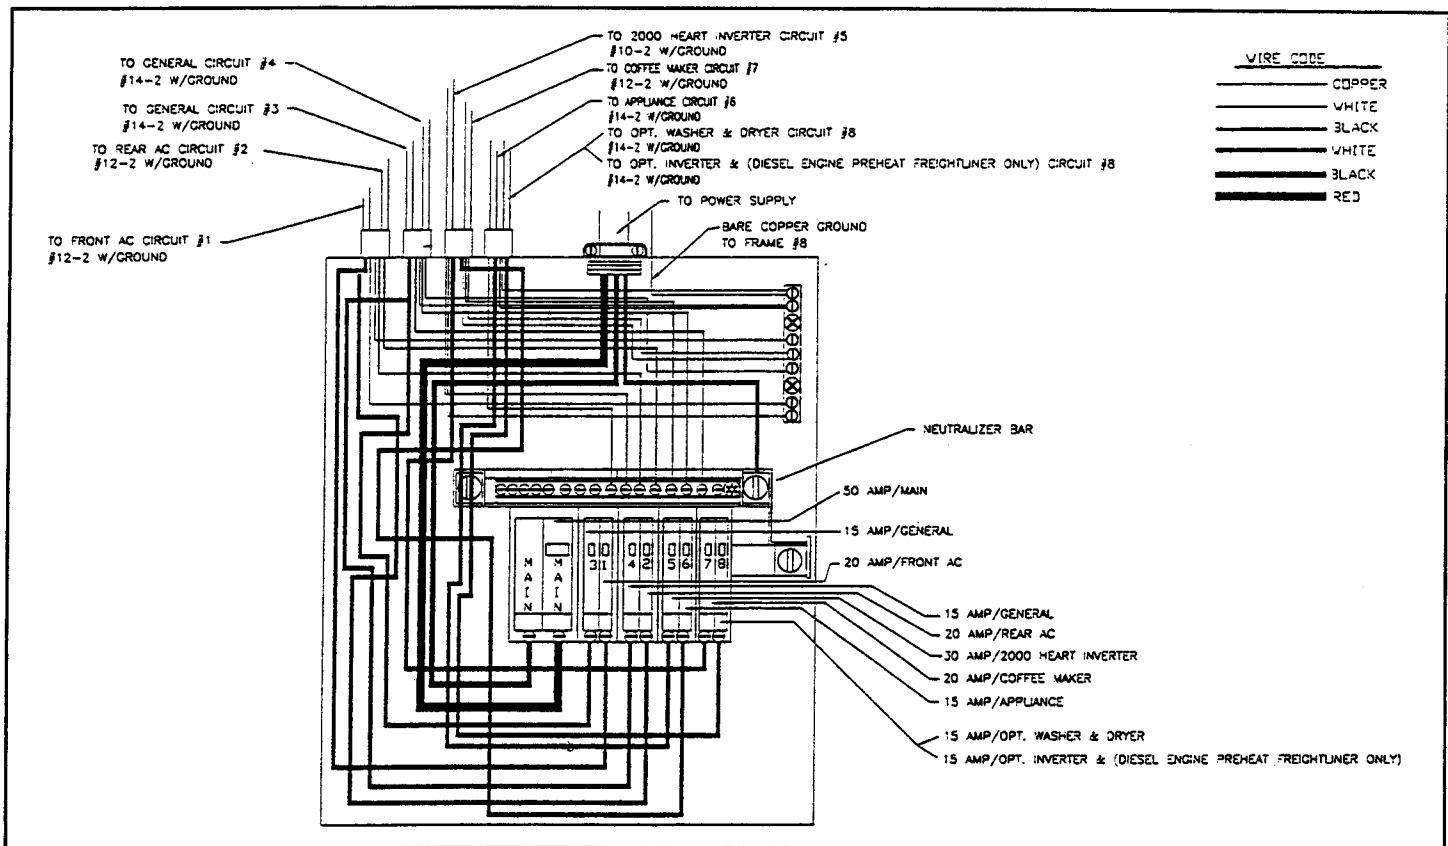 TO 2000 HEART INVERTER CIRCUIT #5
#10-2 W/GROUND
TO GENERAL CIRCUIT #4
#14-2 W/GROUND
TO COFFEE MAKER CIRCUIT #7
#12-2 W/GROUND
TO GENERAL CIRCUIT #3
#14-2 W/GROUND
TO APPLIANCE CIRCUIT #6
#14-2 W/GROUND
TO REAR AC CIRCUIT #2
#12-2 W/GROUND
TO OPT. WASHER & DRYER CIRCUIT #8
#14-2 W/GROUND
TO OPT. INVERTER & (DIESEL ENGINE PREHEAT FREIGHTLINER ONLY) CIRCUIT #8
#14-2 W/GROUND
TO POWER SUPPLY
TO FRONT AC CIRCUIT #1
#12-2 W/GROUND
BARE COPPER GROUND
TO FRAME #8
WIRE CODE
COPPER
WHITE
BLACK
WHITE
BLACK
RED
NEUTRALIZER BAR
50 AMP/MAIN
15 AMP/GENERAL
20 AMP/FRONT AC
MAIN
MAIN
3 1
4 2
5 6
7 8
15 AMP/GENERAL
20 AMP/REAR AC
30 AMP/2000 HEART INVERTER
20 AMP/COFFEE MAKER
15 AMP/APPLIANCE
15 AMP/OPT. WASHER & DRYER
15 AMP/OPT. INVERTER & (DIESEL ENGINE PREHEAT FREIGHTLINER ONLY)